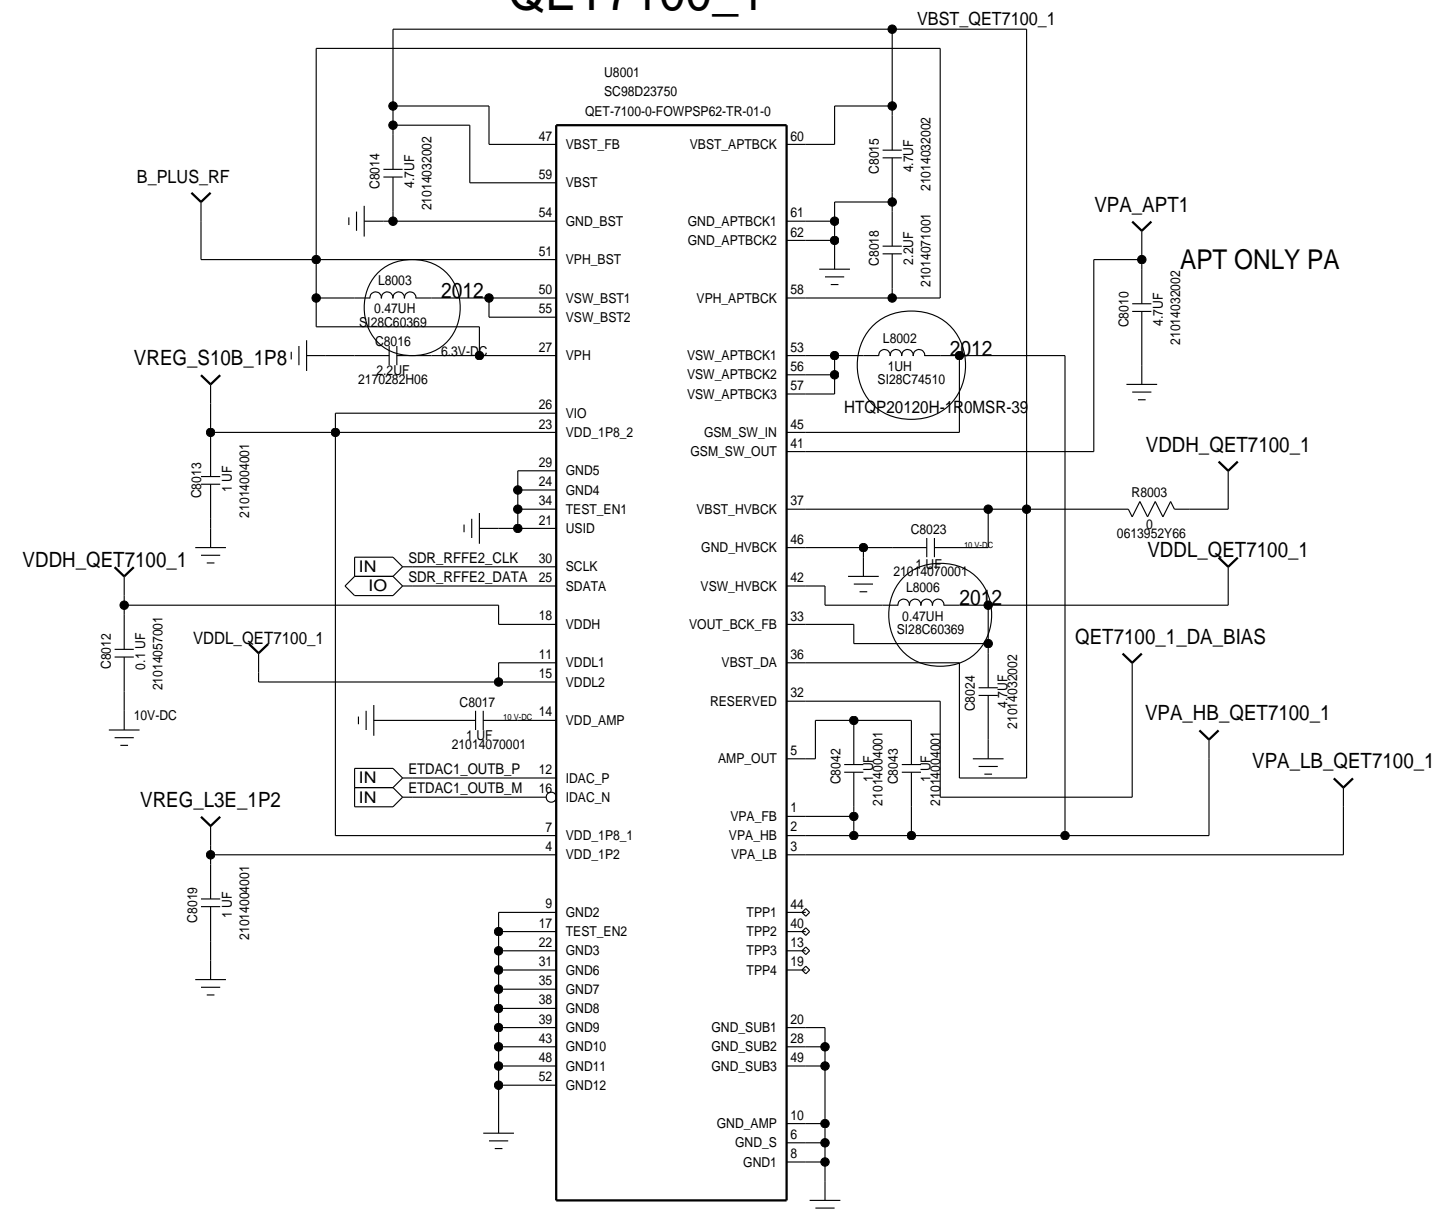 QET7100_1
VBST_QET7100_1
U8001
SC98D23750
QET-7100-0-FOWPSP62-TR-01-0
B_PLUS_RF
C8014
4.7UF
21014032002
47 VBST_FB
59 VBST
54 GND_BST
51 VPH_BST
L8003
2012
0.47UH
SI28C60369
50 VSW_BST1
55 VSW_BST2
C8016
6.3V-DC
2.2UF
2170282H06
27 VPH
VREG_S10B_1P8
26 VIO
23 VDD_1P8_2
C8013
1 UF
21014004001
29 GND5
24 GND4
34 TEST_EN1
21 USID
IN SDR_RFFE2_CLK 30 SCLK
IO SDR_RFFE2_DATA 25 SDATA
VDDH_QET7100_1
18 VDDH
C8012
0.1 UF
21014057001
10V-DC
VDDL_QET7100_1
11 VDDL1
15 VDDL2
C8017
10 V-DC
1 UF
21014070001
14 VDD_AMP
IN ETDAC1_OUTB_P 12 IDAC_P
IN ETDAC1_OUTB_M 16 IDAC_N
VREG_L3E_1P2
7 VDD_1P8_1
4 VDD_1P2
C8019
1 UF
21014004001
9 GND2
17 TEST_EN2
22 GND3
31 GND6
35 GND7
38 GND8
39 GND9
43 GND10
48 GND11
52 GND12
VBST_APTBCK 60
C8015
4.7UF
21014032002
GND_APTBCK1 61
GND_APTBCK2 62
C8018
2.2UF
21014071001
VPH_APTBCK 58
VPA_APT1
APT ONLY PA
C8010
4.7UF
21014032002
VSW_APTBCK1 53
VSW_APTBCK2 56
VSW_APTBCK3 57
L8002
2012
1UH
SI28C74510
HTQP20120H-1R0MSR-39
GSM_SW_IN 45
GSM_SW_OUT 41
VDDH_QET7100_1
R8003
0
0613952Y66
VBST_HVBCK 37
GND_HVBCK 46
C8023
10 V-DC
1 UF
21014070001
VDDL_QET7100_1
VSW_HVBCK 42
L8006
2012
0.47UH
SI28C60369
VOUT_BCK_FB 33
VBST_DA 36
C8024
4.7UF
21014032002
QET7100_1_DA_BIAS
RESERVED 32
VPA_HB_QET7100_1
AMP_OUT 5
C8042
1 UF
21014004001
C8043
1 UF
21014004001
VPA_LB_QET7100_1
VPA_FB 1
VPA_HB 2
VPA_LB 3
TPP1 44
TPP2 40
TPP3 13
TPP4 19
GND_SUB1 20
GND_SUB2 28
GND_SUB3 49
GND_AMP 10
GND_S 6
GND1 8